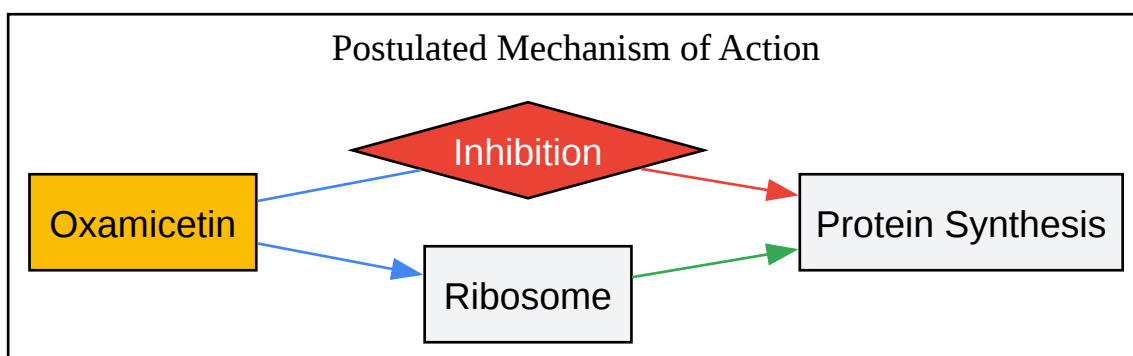 Postulated Mechanism of Action
Inhibition
Oxamicetin
Protein Synthesis
Ribosome